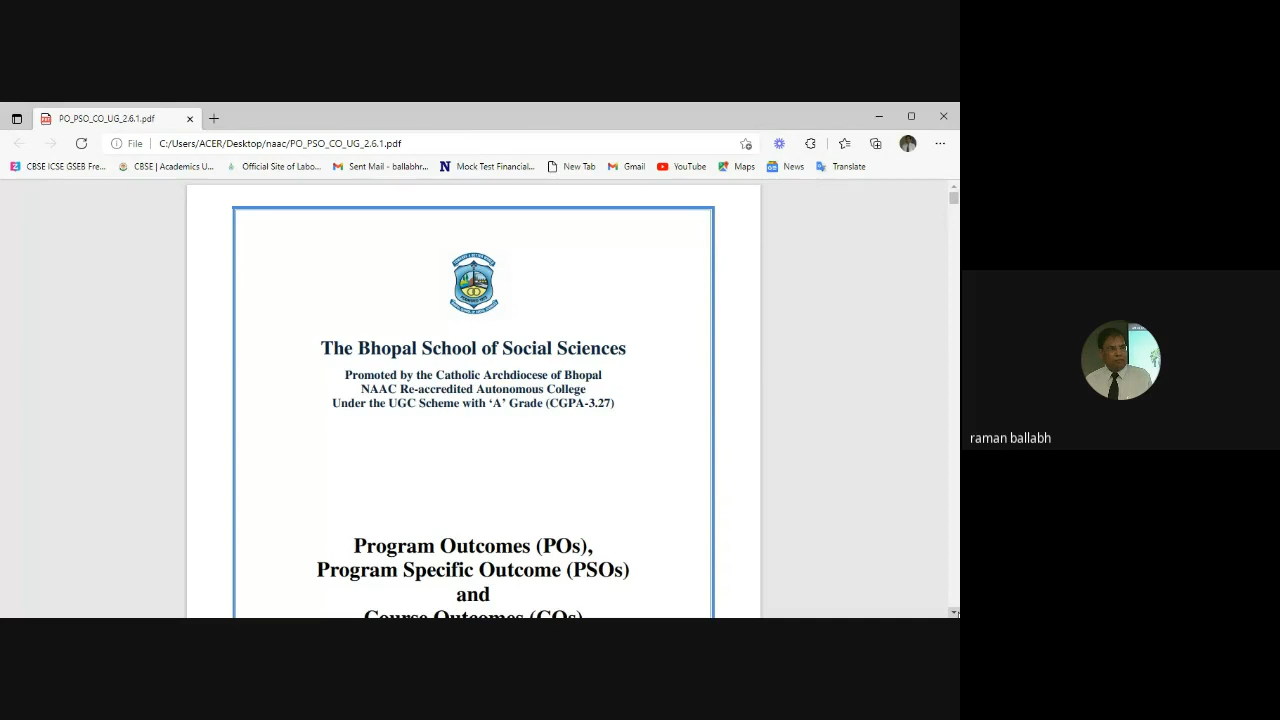 PO_PSO_CO_UG_2.6.1.pdf
File C:/Users/ACER/Desktop/naac/PO_PSO_CO_UG_2.6.1.pdf
CBSE ICSE GSEB Fre... CBSE | Academics U... Official Site of Labo... Sent Mail - ballabhr... Mock Test Financial... New Tab Gmail YouTube Maps News Translate
The Bhopal School of Social Sciences
Promoted by the Catholic Archdiocese of Bhopal
NAAC Re-accredited Autonomous College
Under the UGC Scheme with ‘A’ Grade (CGPA-3.27)
Program Outcomes (POs),
Program Specific Outcome (PSOs)
and
Course Outcomes (COs)
raman ballabh